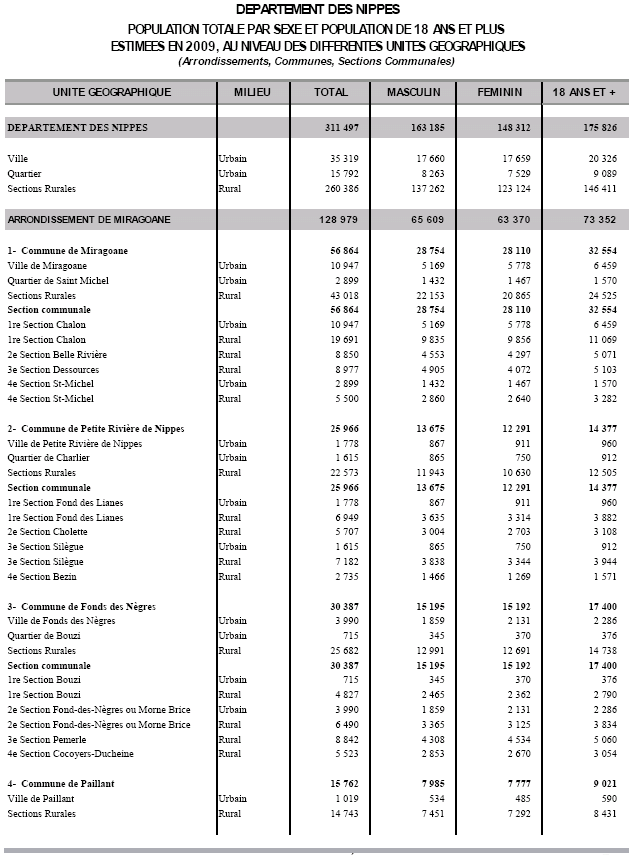 DEPARTEMENT DES NIPPES
POPULATION TOTALE PAR SEXE ET POPULATION DE 18 ANS ET PLUS
ESTIMEES EN 2009, AU NIVEAU DES DIFFERENTES UNITES GEOGRAPHIQUES
(Arrondissements, Communes, Sections Communales)
UNITE GEOGRAPHIQUE MILIEU TOTAL MASCULIN FEMININ 18 ANS ET +
DEPARTEMENT DES NIPPES 311 497 163 185 148 312 175 826
Ville Urbain 35 319 17 660 17 659 20 326
Quartier Urbain 15 792 8 263 7 529 9 089
Sections Rurales Rural 260 386 137 262 123 124 146 411
ARRONDISSEMENT DE MIRAGOANE 128 979 65 609 63 370 73 352
1- Commune de Miragoane 56 864 28 754 28 110 32 554
Ville de Miragoane Urbain 10 947 5 169 5 778 6 459
Quartier de Saint Michel Urbain 2 899 1 432 1 467 1 570
Sections Rurales Rural 43 018 22 153 20 865 24 525
Section communale 56 864 28 754 28 110 32 554
1re Section Chalon Urbain 10 947 5 169 5 778 6 459
1re Section Chalon Rural 19 691 9 835 9 856 11 069
2e Section Belle Rivière Rural 8 850 4 553 4 297 5 071
3e Section Dessources Rural 8 977 4 905 4 072 5 103
4e Section St-Michel Urbain 2 899 1 432 1 467 1 570
4e Section St-Michel Rural 5 500 2 860 2 640 3 282
2- Commune de Petite Rivière de Nippes 25 966 13 675 12 291 14 377
Ville de Petite Rivière de Nippes Urbain 1 778 867 911 960
Quartier de Charlier Urbain 1 615 865 750 912
Sections Rurales Rural 22 573 11 943 10 630 12 505
Section communale 25 966 13 675 12 291 14 377
1re Section Fond des Lianes Urbain 1 778 867 911 960
1re Section Fond des Lianes Rural 6 949 3 635 3 314 3 882
2e Section Cholette Rural 5 707 3 004 2 703 3 108
3e Section Silègue Urbain 1 615 865 750 912
3e Section Silègue Rural 7 182 3 838 3 344 3 944
4e Section Bezin Rural 2 735 1 466 1 269 1 571
3- Commune de Fonds des Nègres 30 387 15 195 15 192 17 400
Ville de Fonds des Nègres Urbain 3 990 1 859 2 131 2 286
Quartier de Bouzi Urbain 715 345 370 376
Sections Rurales Rural 25 682 12 991 12 691 14 738
Section communale 30 387 15 195 15 192 17 400
1re Section Bouzi Urbain 715 345 370 376
1re Section Bouzi Rural 4 827 2 465 2 362 2 790
2e Section Fond-des-Nègres ou Morne Brice Urbain 3 990 1 859 2 131 2 286
2e Section Fond-des-Nègres ou Morne Brice Rural 6 490 3 365 3 125 3 834
3e Section Pemerle Rural 8 842 4 308 4 534 5 060
4e Section Cocoyers-Ducheine Rural 5 523 2 853 2 670 3 054
4- Commune de Paillant 15 762 7 985 7 777 9 021
Ville de Paillant Urbain 1 019 534 485 590
Sections Rurales Rural 14 743 7 451 7 292 8 431